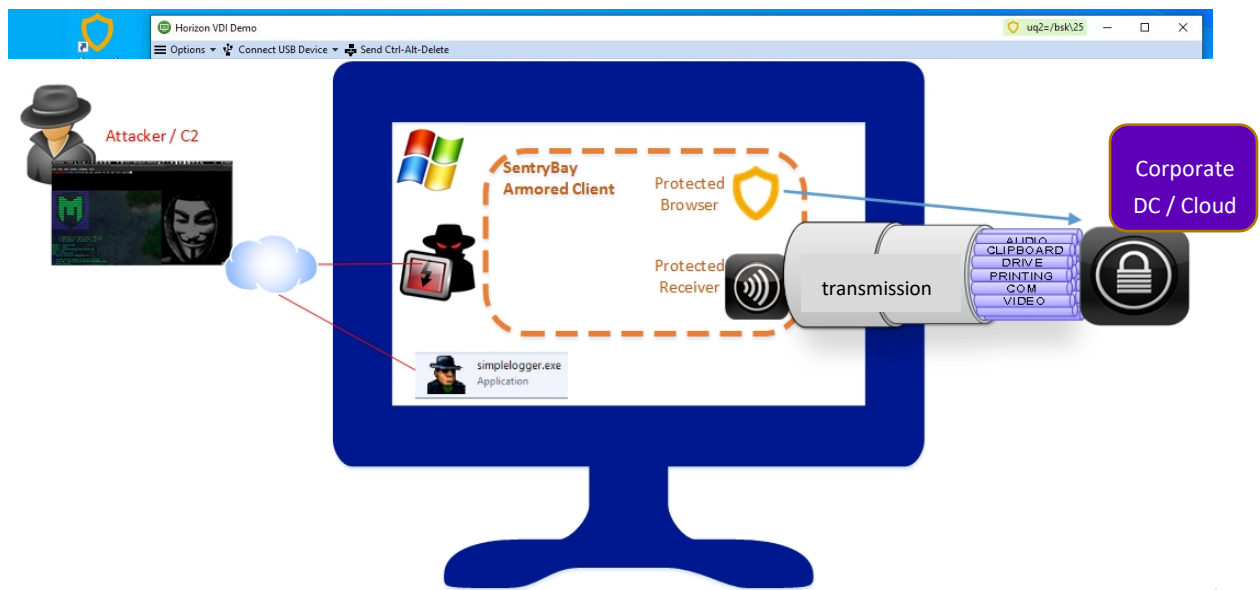 Horizon VDI Demo
uq2=/bsk\25
Options
Connect USB Device
Send Ctrl-Alt-Delete
Attacker / C2
SentryBay
Armored Client
Protected
Browser
Corporate
DC / Cloud
Protected
Receiver
transmission
AUDIO
CLIPBOARD
DRIVE
PRINTING
COM
VIDEO
simplelogger.exe
Application